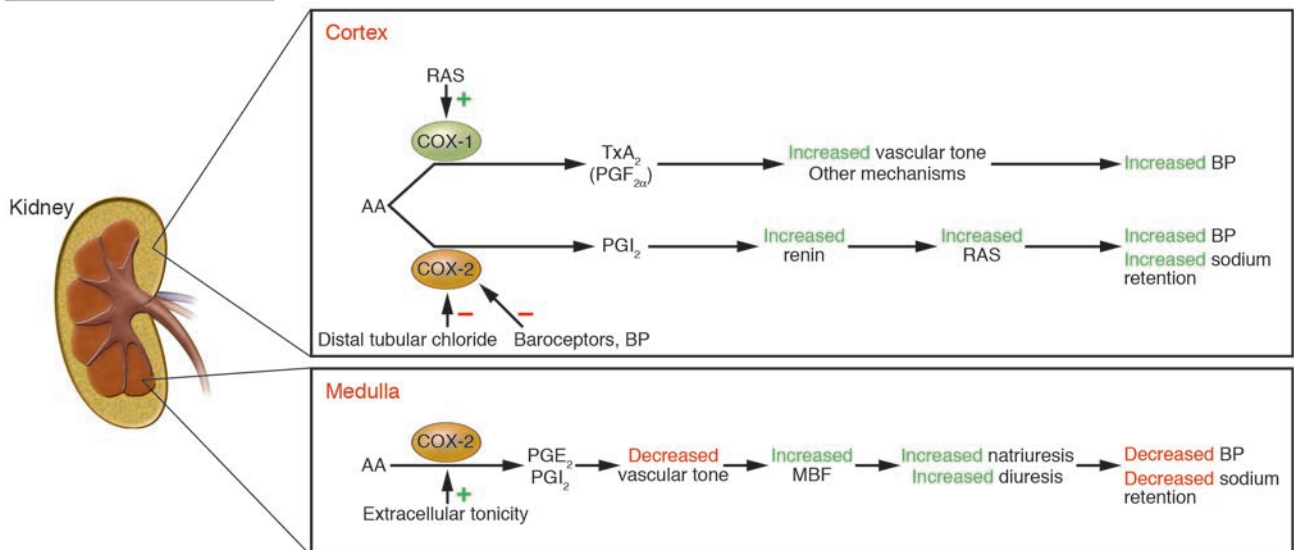 Cortex
RAS
+
COX-1
TxA₂
(PGF₂α)
Increased vascular tone
Other mechanisms
Increased BP
Kidney
AA
PGI₂
Increased
renin
Increased
RAS
Increased BP
Increased sodium
retention
COX-2
– –
Distal tubular chloride Baroceptors, BP
Medulla
COX-2
AA
PGE₂
PGI₂
Decreased
vascular tone
Increased
MBF
Increased natriuresis
Increased diuresis
Decreased BP
Decreased sodium
retention
+
Extracellular tonicity